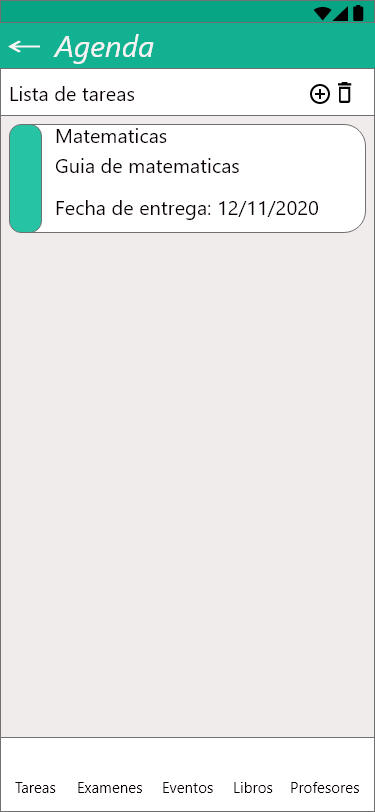 Agenda
Lista de tareas
Matematicas
Guia de matematicas
Fecha de entrega: 12/11/2020
Tareas Examenes Eventos Libros Profesores